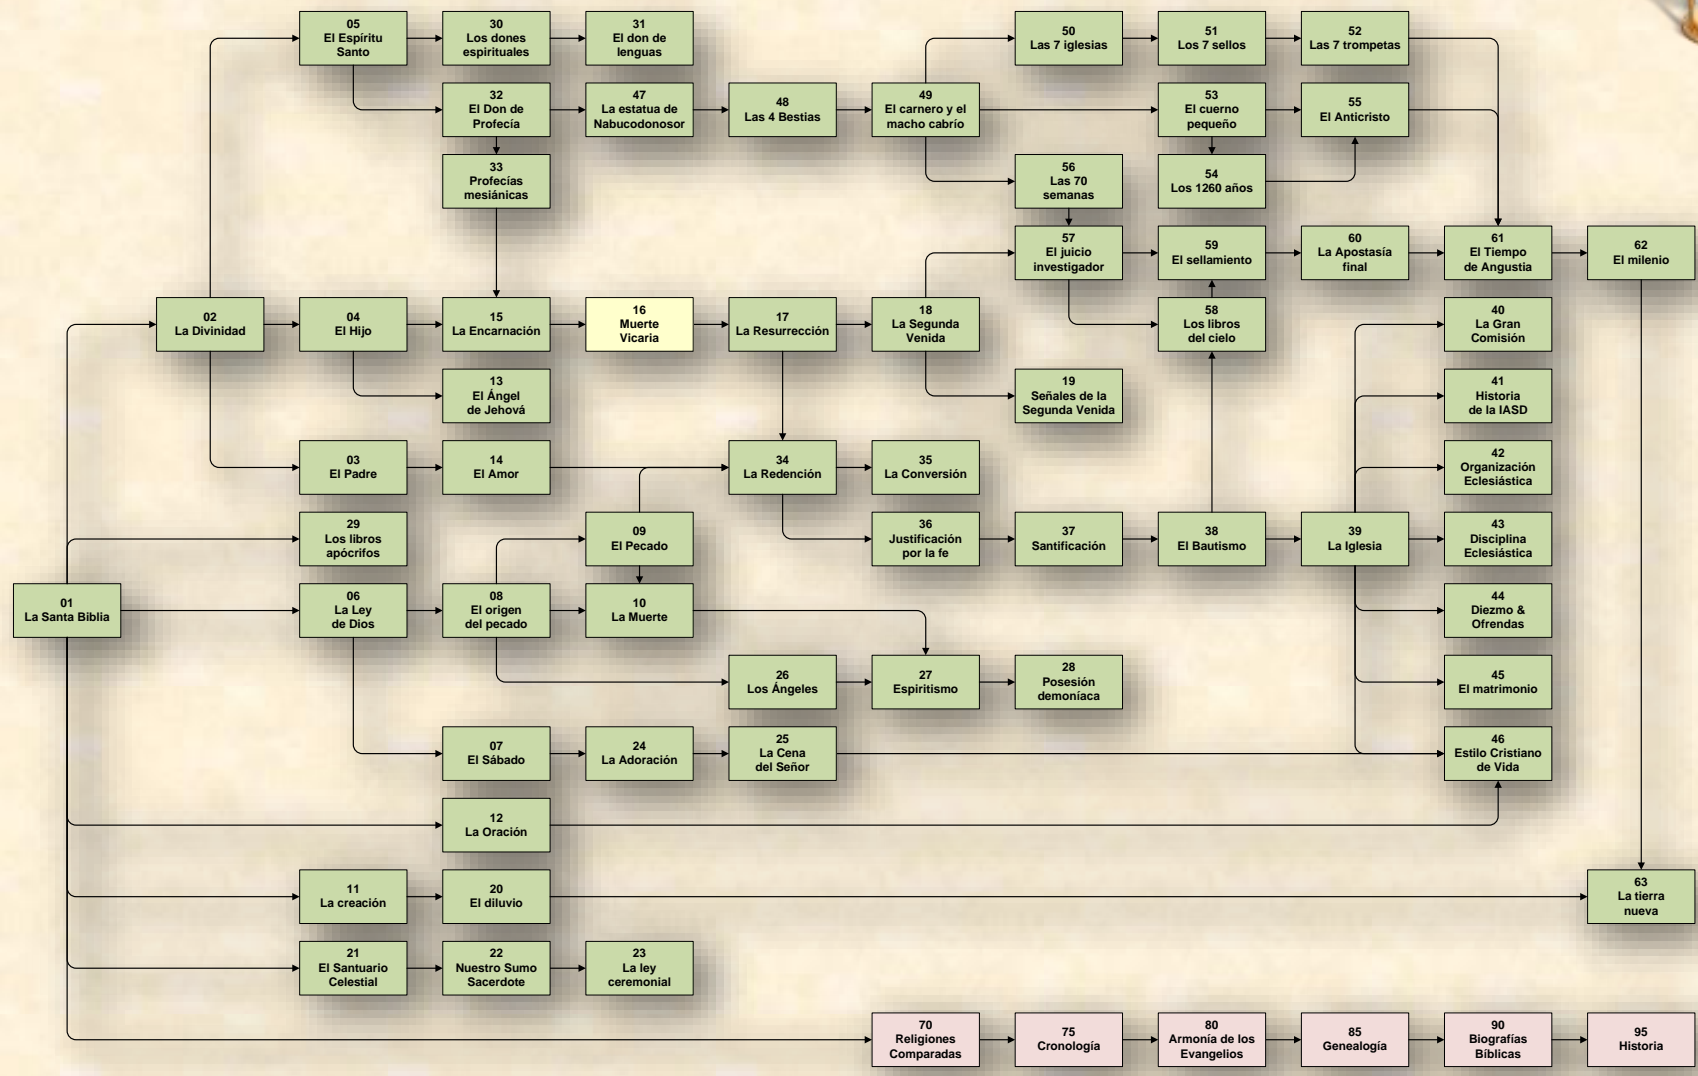 05
El Espíritu
Santo
30
Los dones
espirituales
31
El don de
lenguas
50
Las 7 iglesias
51
Los 7 sellos
52
Las 7 trompetas
32
El Don de
Profecía
47
La estatua de
Nabucodonosor
48
Las 4 Bestias
49
El carnero y el
macho cabrío
53
El cuerno
pequeño
55
El Anticristo
33
Profecías
mesiánicas
56
Las 70
semanas
54
Los 1260 años
57
El juicio
investigador
59
El sellamiento
60
La Apostasía
final
61
El Tiempo
de Angustia
62
El milenio
02
La Divinidad
04
El Hijo
15
La Encarnación
16
Muerte
Vicaria
17
La Resurrección
18
La Segunda
Venida
58
Los libros
del cielo
40
La Gran
Comisión
13
El Ángel
de Jehová
19
Señales de la
Segunda Venida
41
Historia
de la IASD
03
El Padre
14
El Amor
34
La Redención
35
La Conversión
42
Organización
Eclesiástica
29
Los libros
apócrifos
09
El Pecado
36
Justificación
por la fe
37
Santificación
38
El Bautismo
39
La Iglesia
43
Disciplina
Eclesiástica
01
La Santa Biblia
06
La Ley
de Dios
08
El origen
del pecado
10
La Muerte
44
Diezmo &
Ofrendas
26
Los Ángeles
27
Espiritismo
28
Posesión
demoníaca
45
El matrimonio
07
El Sábado
24
La Adoración
25
La Cena
del Señor
46
Estilo Cristiano
de Vida
12
La Oración
11
La creación
20
El diluvio
63
La tierra
nueva
21
El Santuario
Celestial
22
Nuestro Sumo
Sacerdote
23
La ley
ceremonial
70
Religiones
Comparadas
75
Cronología
80
Armonía de los
Evangelios
85
Genealogía
90
Biografías
Bíblicas
95
Historia